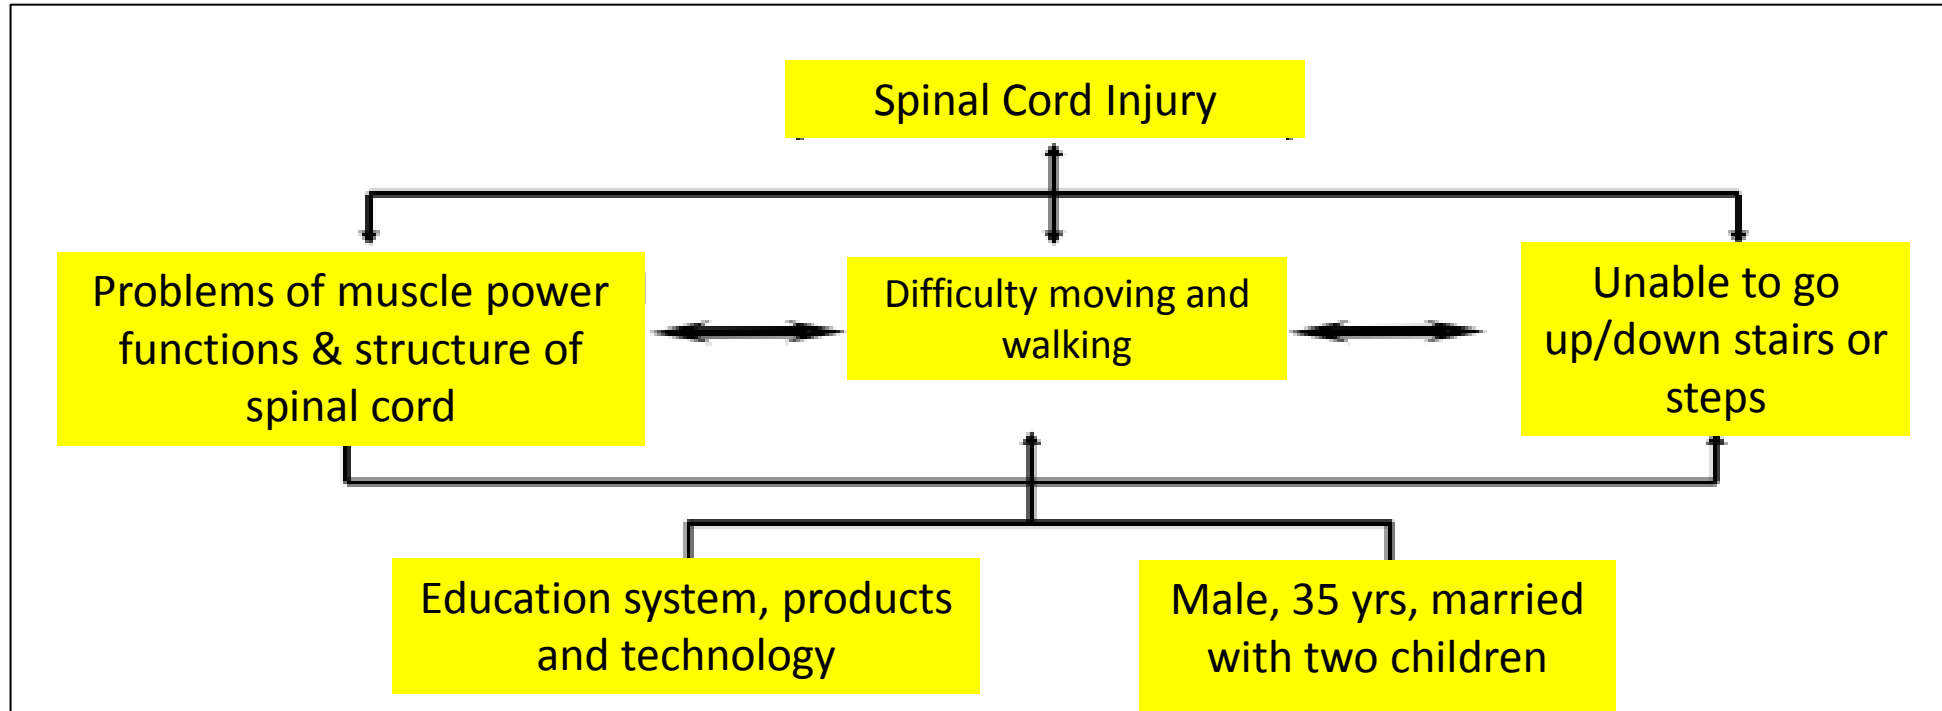 Spinal Cord Injury
Problems of muscle power
functions & structure of
spinal cord
Difficulty moving and
walking
Unable to go
up/down stairs or
steps
Education system, products
and technology
Male, 35 yrs, married
with two children